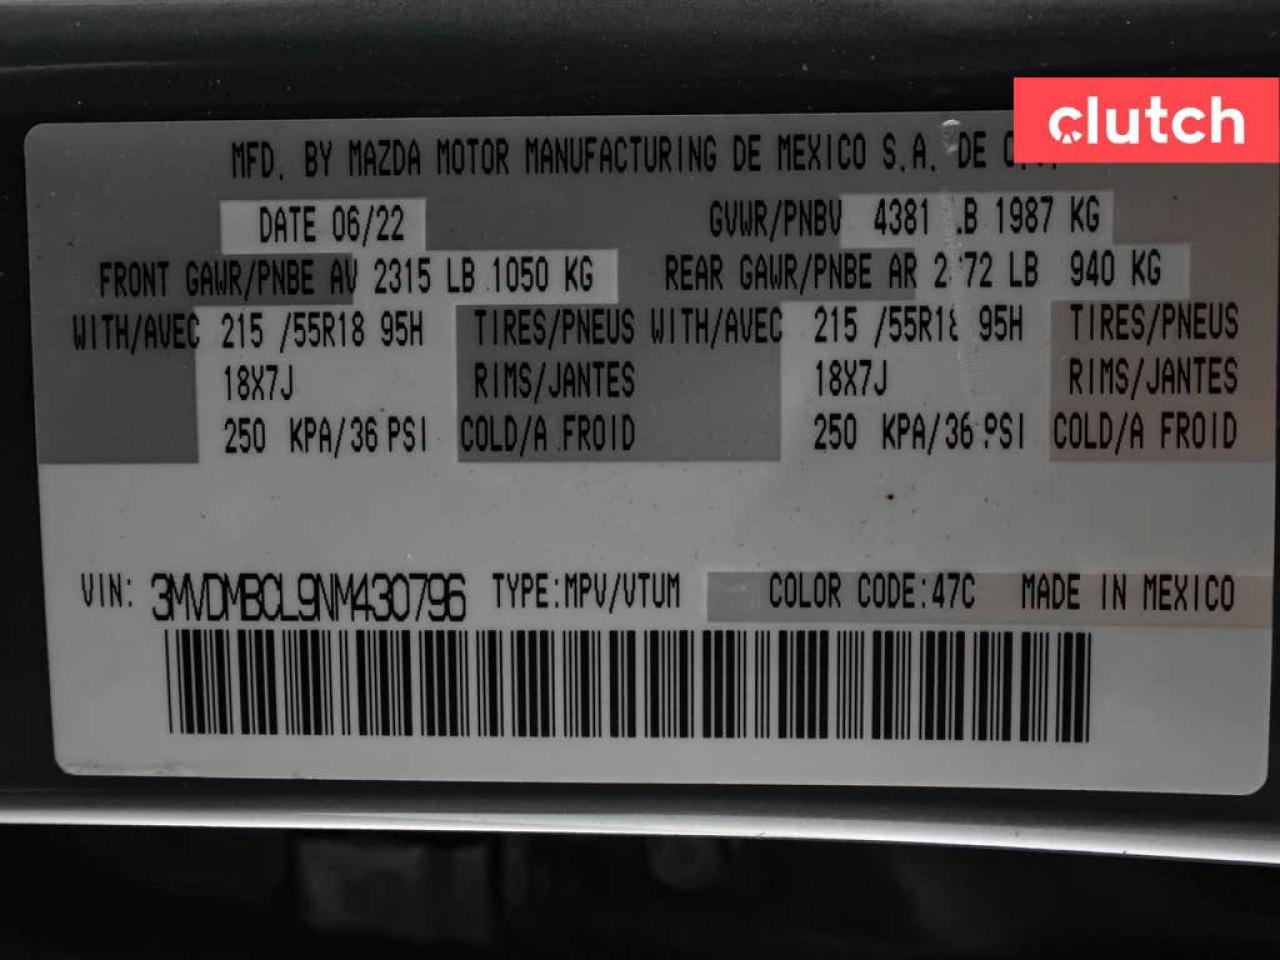 clutch
MFD. BY MAZDA MOTOR MANUFACTURING DE MEXICO S.A. DE
DATE 06/22 GVWR/PNBV 4381 LB 1987 KG
FRONT GAWR/PNBE AV 2315 LB 1050 KG REAR GAWR/PNBE AR LB 940 KG
WITH/AVEC 215 /55R18 95H TIRES/PNEUS WITH/AVEC 215 /55R18 95H TIRES/PNEUS
18X7J RIMS/JANTES 18X7J RIMS/JANTES
250 KPA/36 PSI COLD/A FROID 250 KPA/36 PSI COLD/A FROID
VIN: 3MVDMBCL9NM430796 TYPE:MPV/VTUM COLOR CODE:47C MADE IN MEXICO